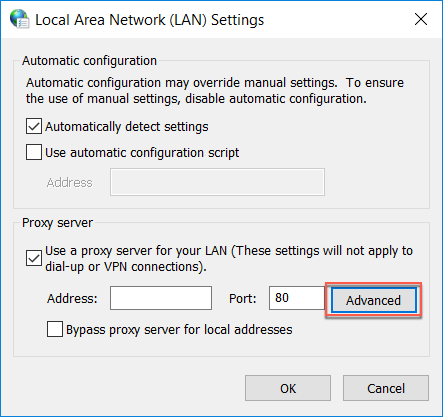 Local Area Network (LAN) Settings
Automatic configuration
Automatic configuration may override manual settings. To ensure
the use of manual settings, disable automatic configuration.
Automatically detect settings
Use automatic configuration script
Address
Proxy server
Use a proxy server for your LAN (These settings will not apply to
dial-up or VPN connections).
Address: Port: 80 Advanced
Bypass proxy server for local addresses
OK Cancel